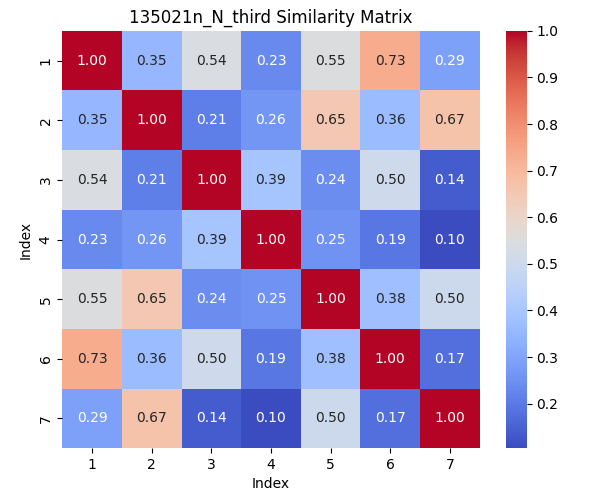 135021n_N_third Similarity Matrix
1 1.00 0.35 0.54 0.23 0.55 0.73 0.29
2 0.35 1.00 0.21 0.26 0.65 0.36 0.67
3 0.54 0.21 1.00 0.39 0.24 0.50 0.14
4 0.23 0.26 0.39 1.00 0.25 0.19 0.10
5 0.55 0.65 0.24 0.25 1.00 0.38 0.50
6 0.73 0.36 0.50 0.19 0.38 1.00 0.17
7 0.29 0.67 0.14 0.10 0.50 0.17 1.00
1 2 3 4 5 6 7
Index
Index
1.0
0.9
0.8
0.7
0.6
0.5
0.4
0.3
0.2